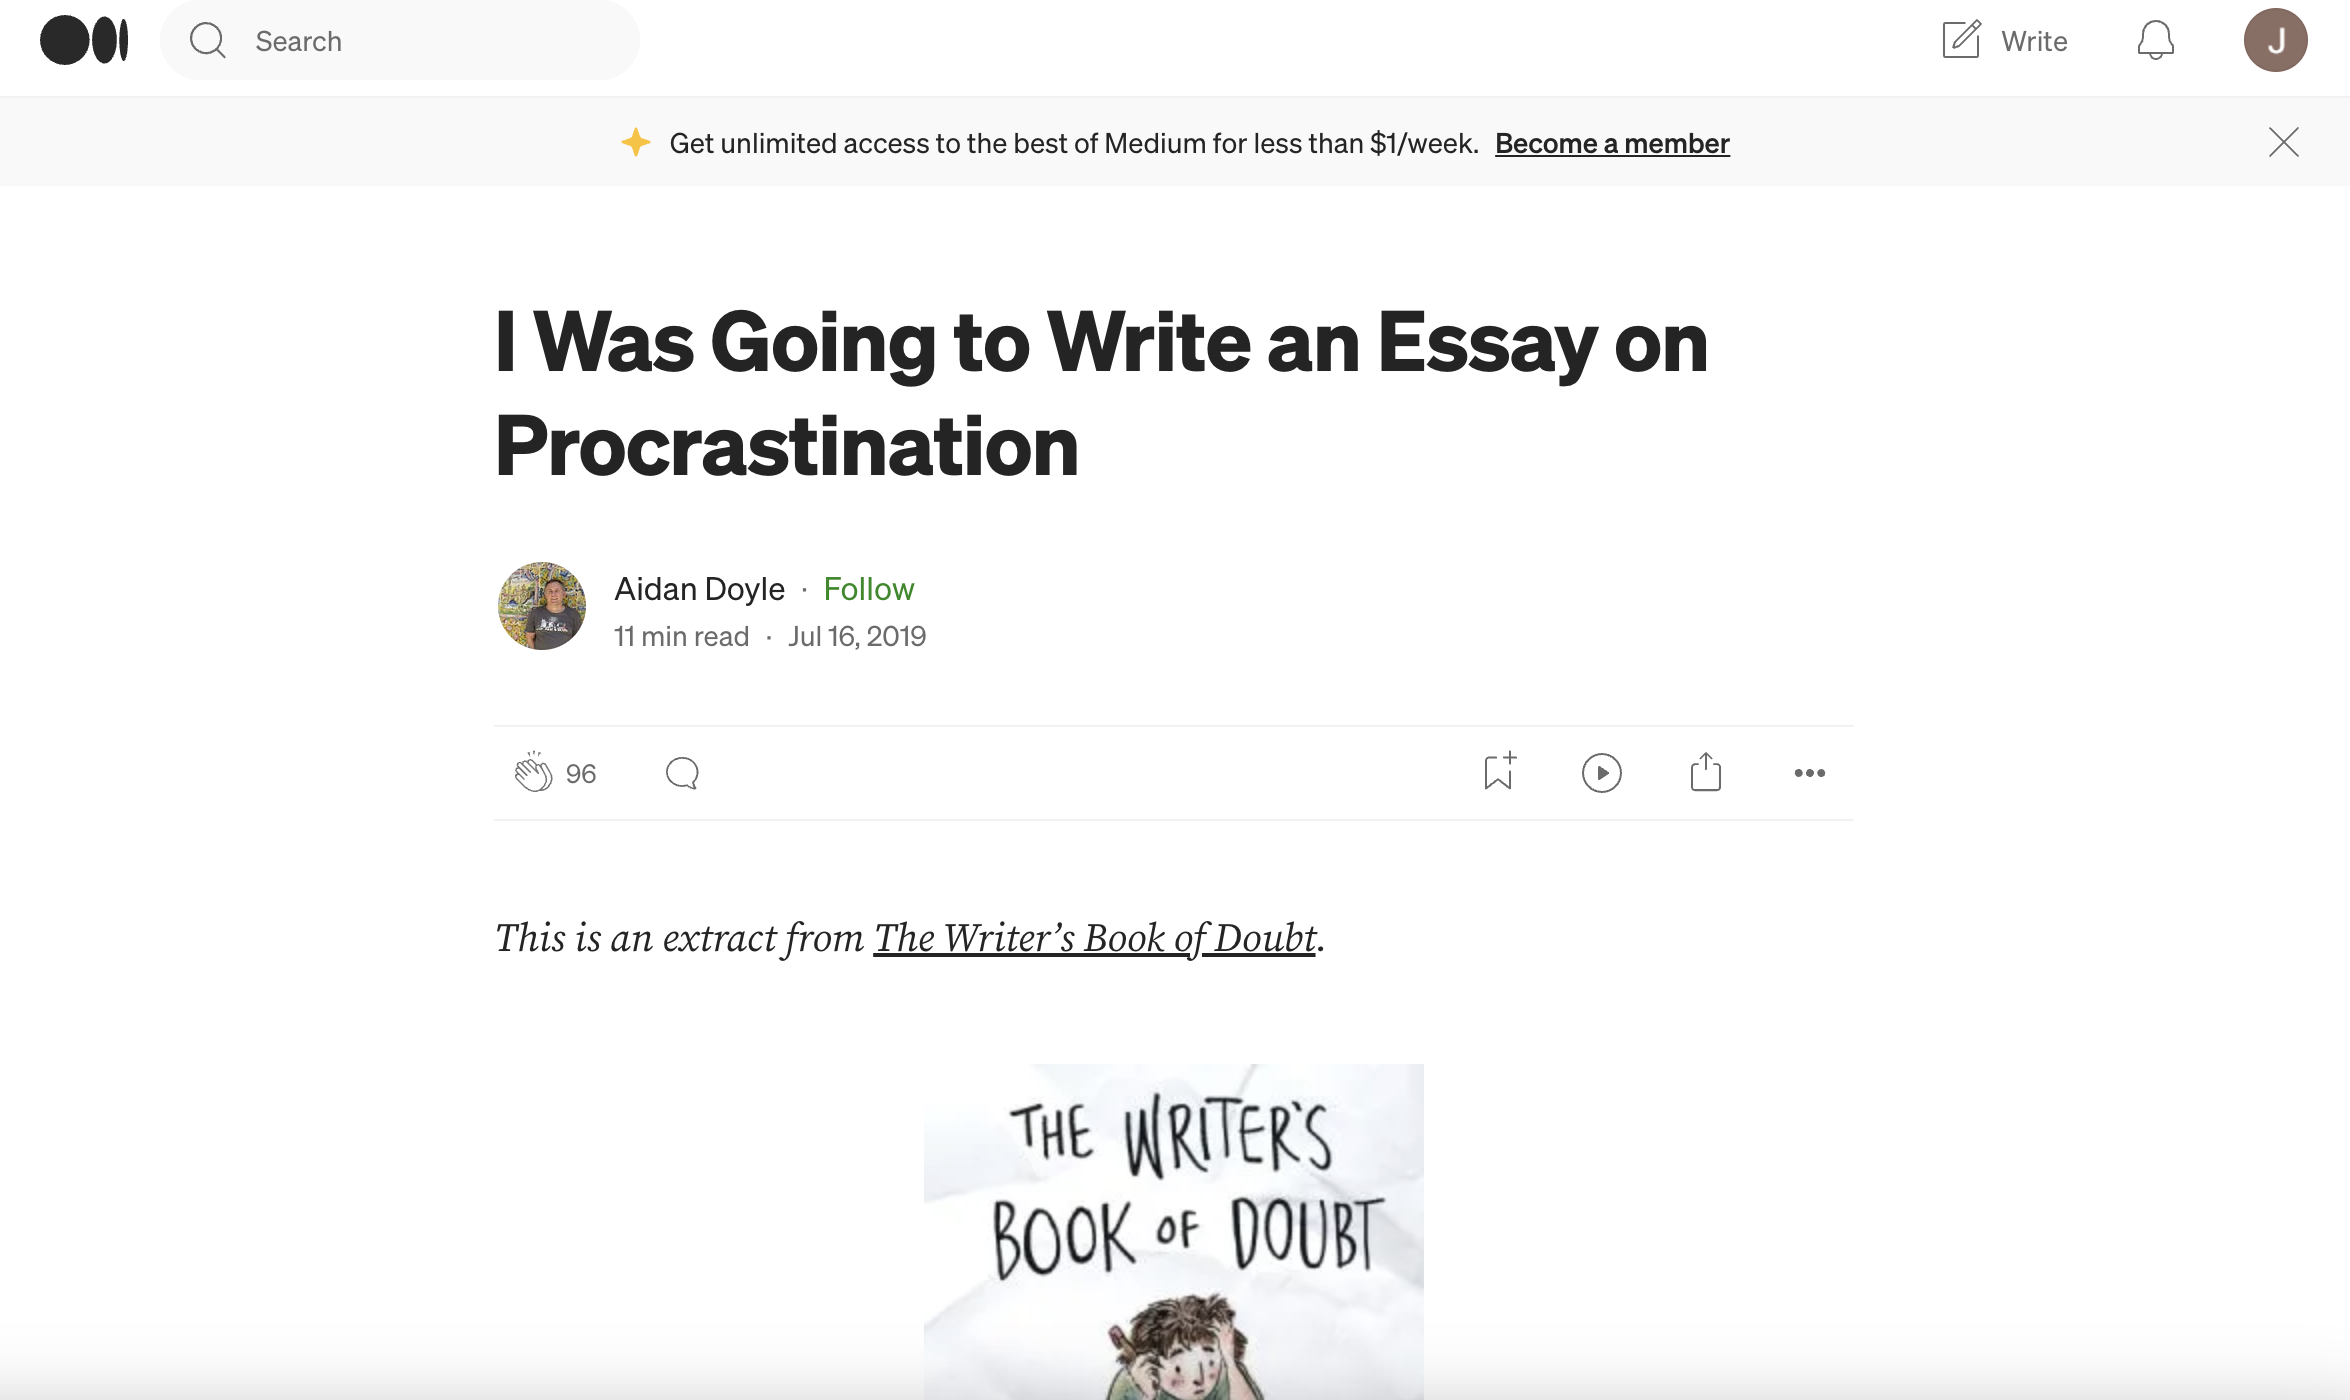 Search
Write
J
Get unlimited access to the best of Medium for less than $1/week. Become a member
I Was Going to Write an Essay on
Procrastination
Aidan Doyle · Follow
11 min read · Jul 16, 2019
96
This is an extract from The Writer’s Book of Doubt.
THE WRITER'S
BOOK OF DOUBT